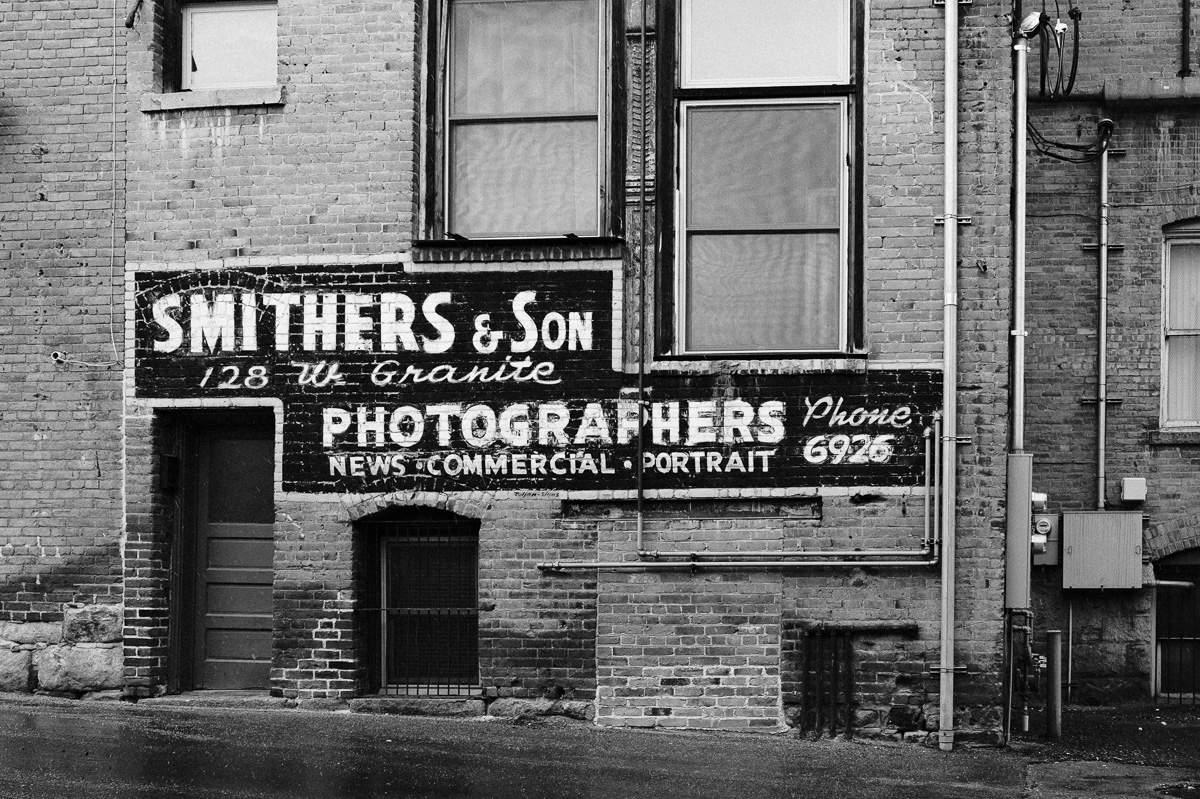 SMITHERS & SON
128 W. Granite
PHOTOGRAPHERS
NEWS • COMMERCIAL • PORTRAIT
Phone
6926